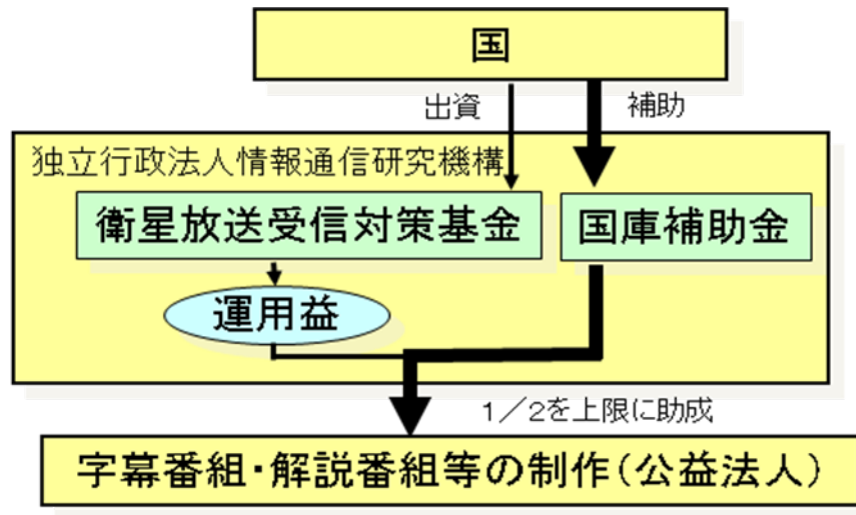 国
出資
補助
独立行政法人情報通信研究機構
衛星放送受信対策基金
国庫補助金
運用益
1/2を上限に助成
字幕番組・解説番組等の制作(公益法人)